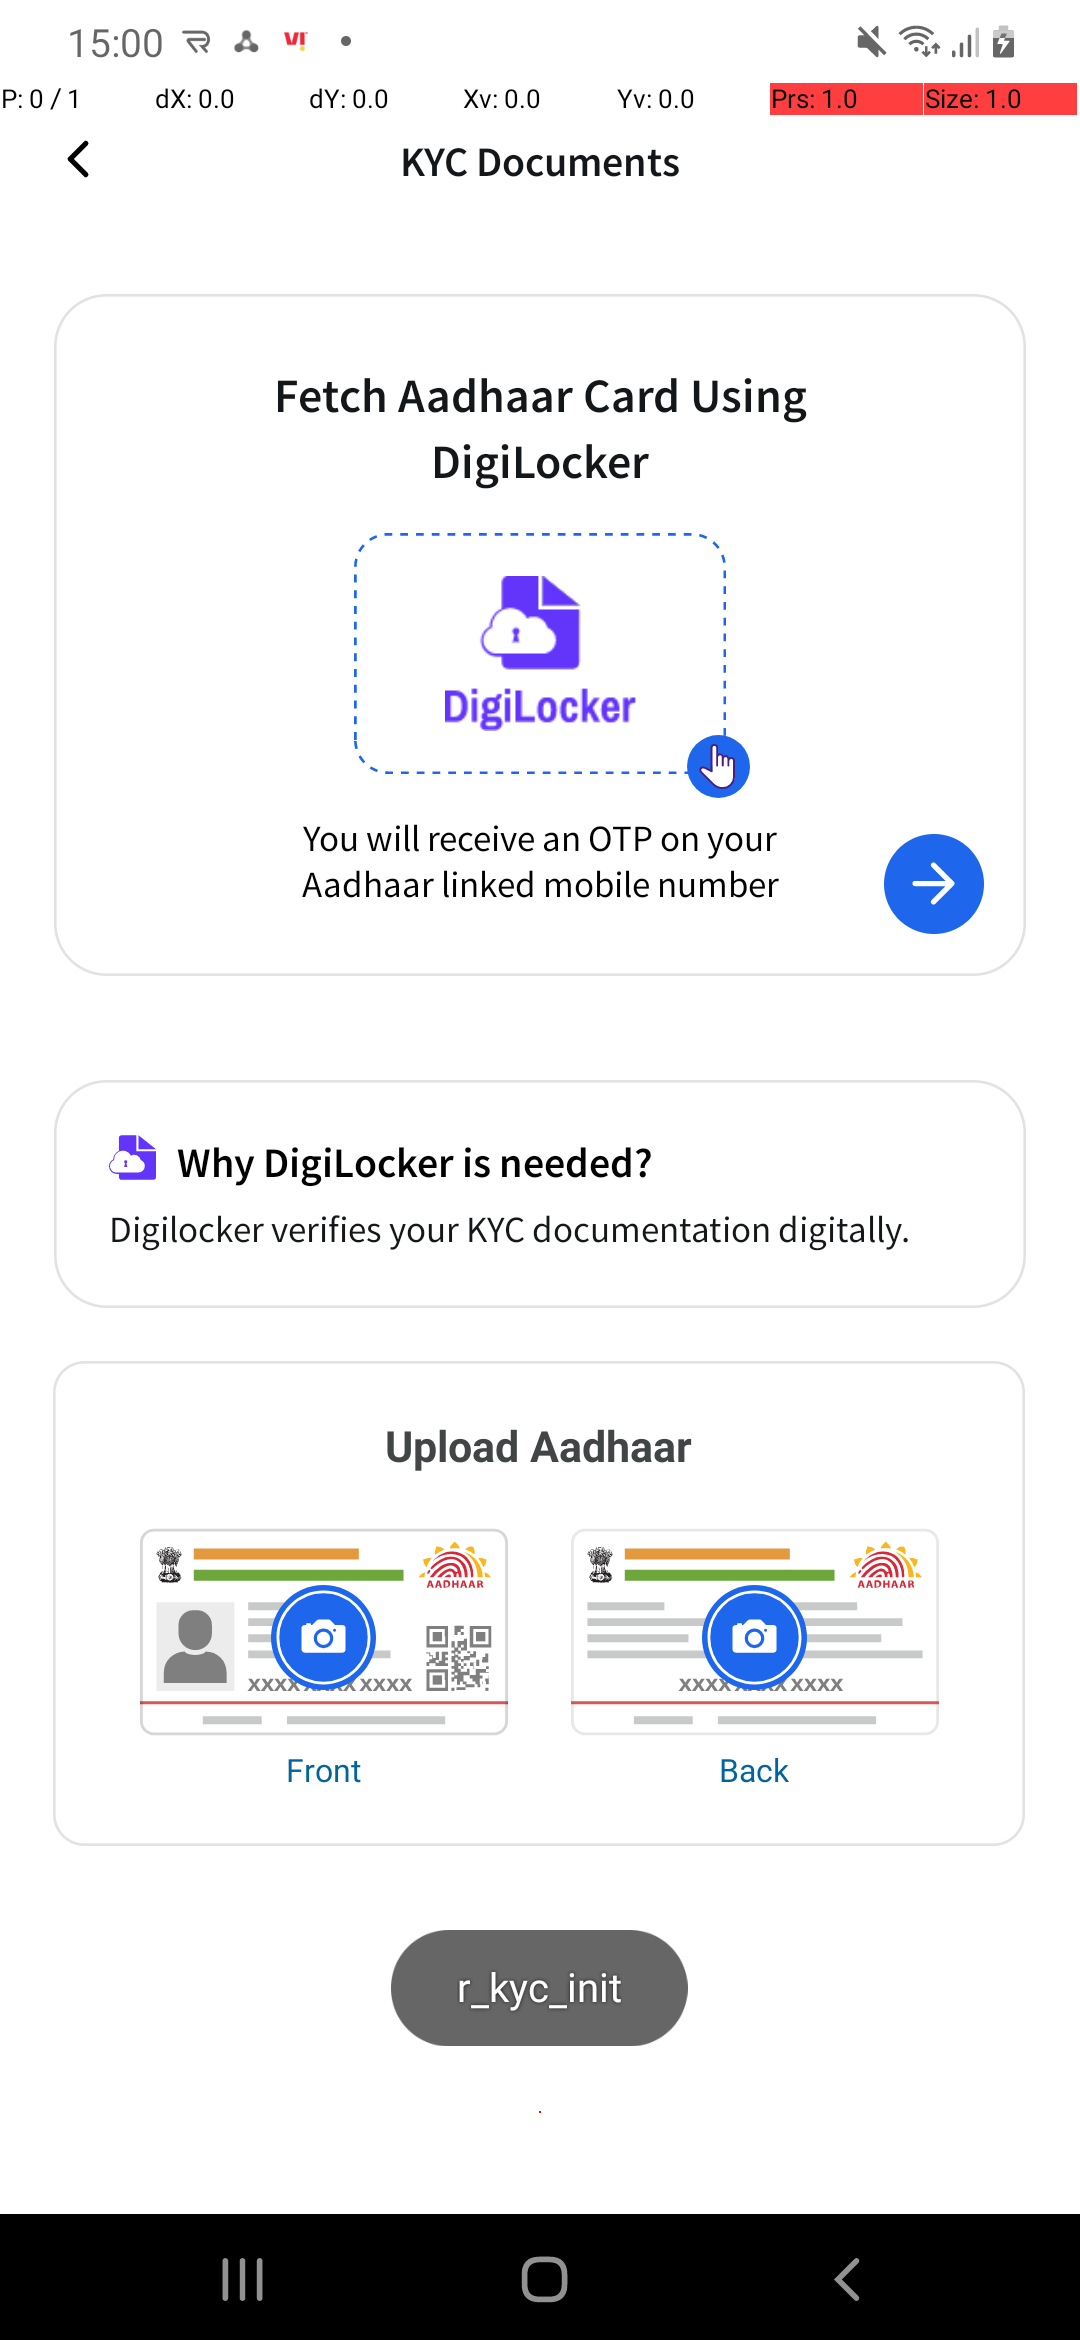 15:00
P: 0 / 1 dX: 0.0 dY: 0.0 Xv: 0.0 Yv: 0.0 Prs: 1.0 Size: 1.0
KYC Documents
Fetch Aadhaar Card Using
DigiLocker
DigiLocker
You will receive an OTP on your
Aadhaar linked mobile number
Why DigiLocker is needed?
Digilocker verifies your KYC documentation digitally.
Upload Aadhaar
AADHAAR AADHAAR
XXXX XXXX XXXX XXXX
Front Back
r_kyc_init